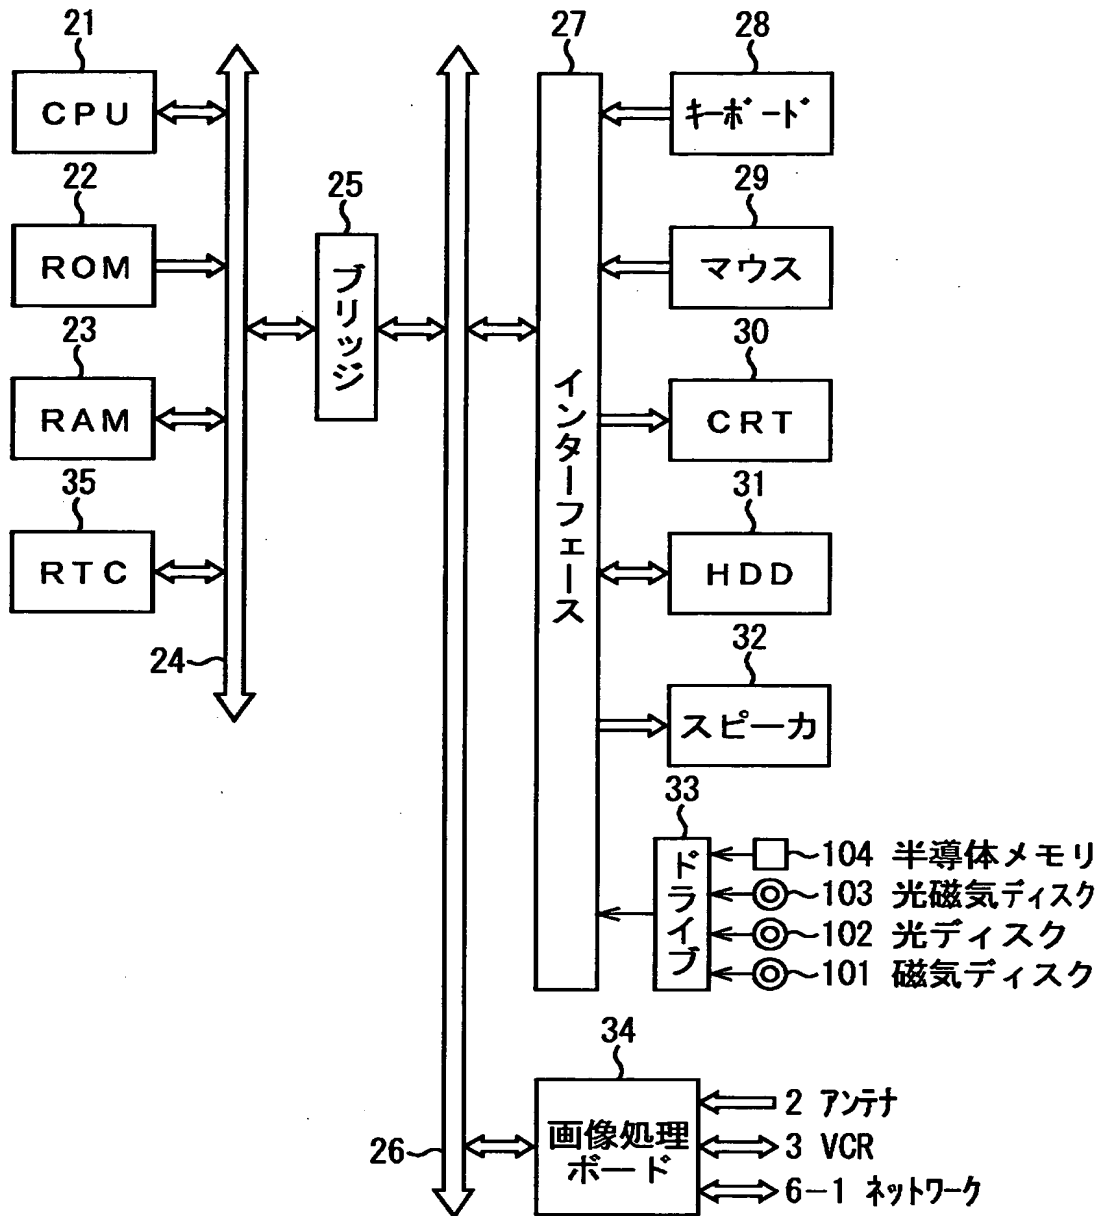 21
CPU
22
ROM
23
RAM
35
RTC
24
25
ブリッジ
26
27
インターフェース
28
キーボード
29
マウス
30
CRT
31
HDD
32
スピーカ
33
ドライブ
104 半導体メモリ
103 光磁気ディスク
102 光ディスク
101 磁気ディスク
34
画像処理
ボード
2 アンテナ
3 VCR
6-1 ネットワーク